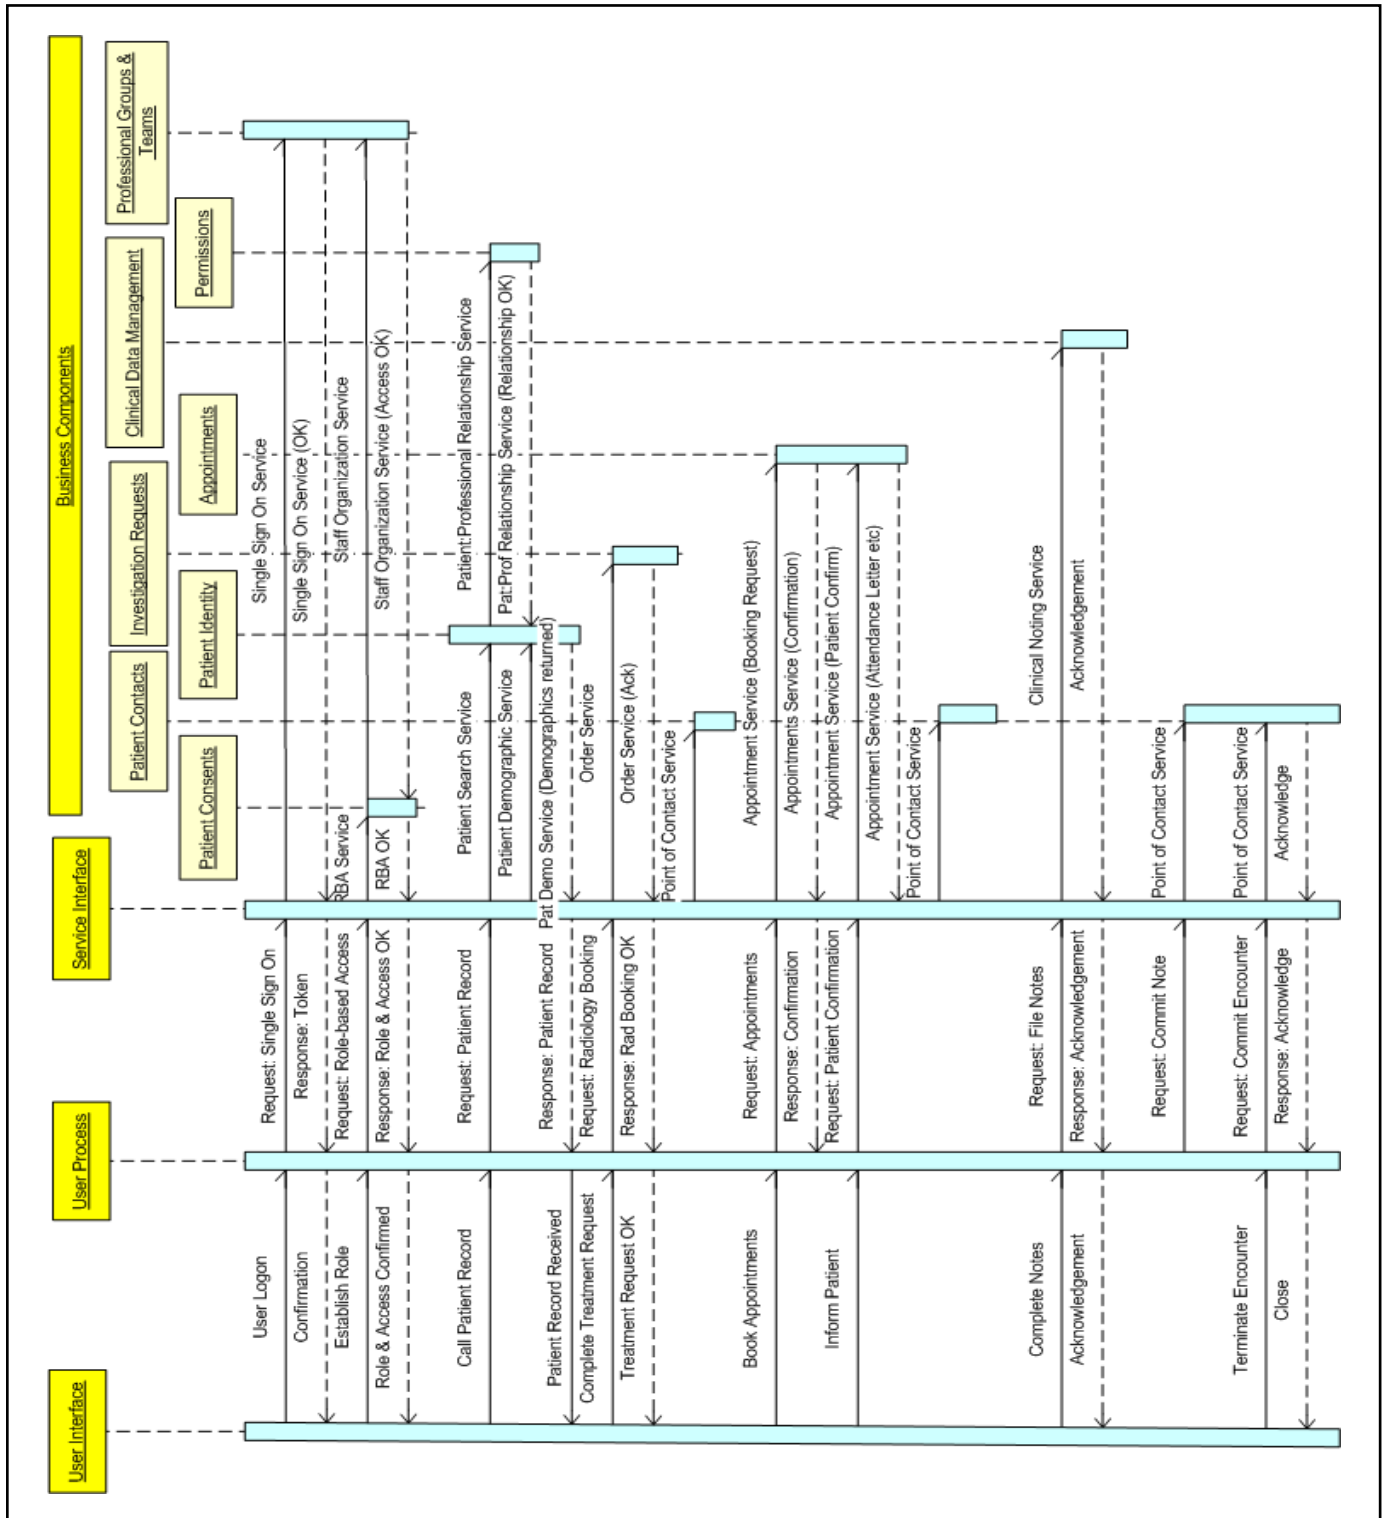 Business Components
User Interface
User Process
Service Interface
Patient Consents
Patient Contacts
Patient Identity
Investigation Requests
Appointments
Clinical Data Management
Permissions
Professional Groups &
Teams
User Logon
Request: Single Sign On
Single Sign On Service
Confirmation
Response: Token
Single Sign On Service (OK)
Establish Role
Request: Role-based Access
RBA Service
Staff Organization Service
Role & Access Confirmed
Response: Role & Access OK
RBA OK
Staff Organization Service (Access OK)
Call Patient Record
Request: Patient Record
Patient Search Service
Patient:Professional Relationship Service
Patient Demographic Service
Pat:Prof Relationship Service (Relationship OK)
Patient Record Received
Response: Patient Record
Pat Demo Service (Demographics returned)
Complete Treatment Request
Request: Radiology Booking
Order Service
Treatment Request OK
Response: Rad Booking OK
Order Service (Ack)
Point of Contact Service
Book Appointments
Request: Appointments
Appointment Service (Booking Request)
Response: Confirmation
Appointments Service (Confirmation)
Inform Patient
Request: Patient Confirmation
Appointment Service (Patient Confirm)
Appointment Service (Attendance Letter etc)
Point of Contact Service
Complete Notes
Request: File Notes
Clinical Noting Service
Acknowledgement
Response: Acknowledgement
Acknowledgement
Request: Commit Note
Point of Contact Service
Terminate Encounter
Request: Commit Encounter
Point of Contact Service
Close
Response: Acknowledge
Acknowledge